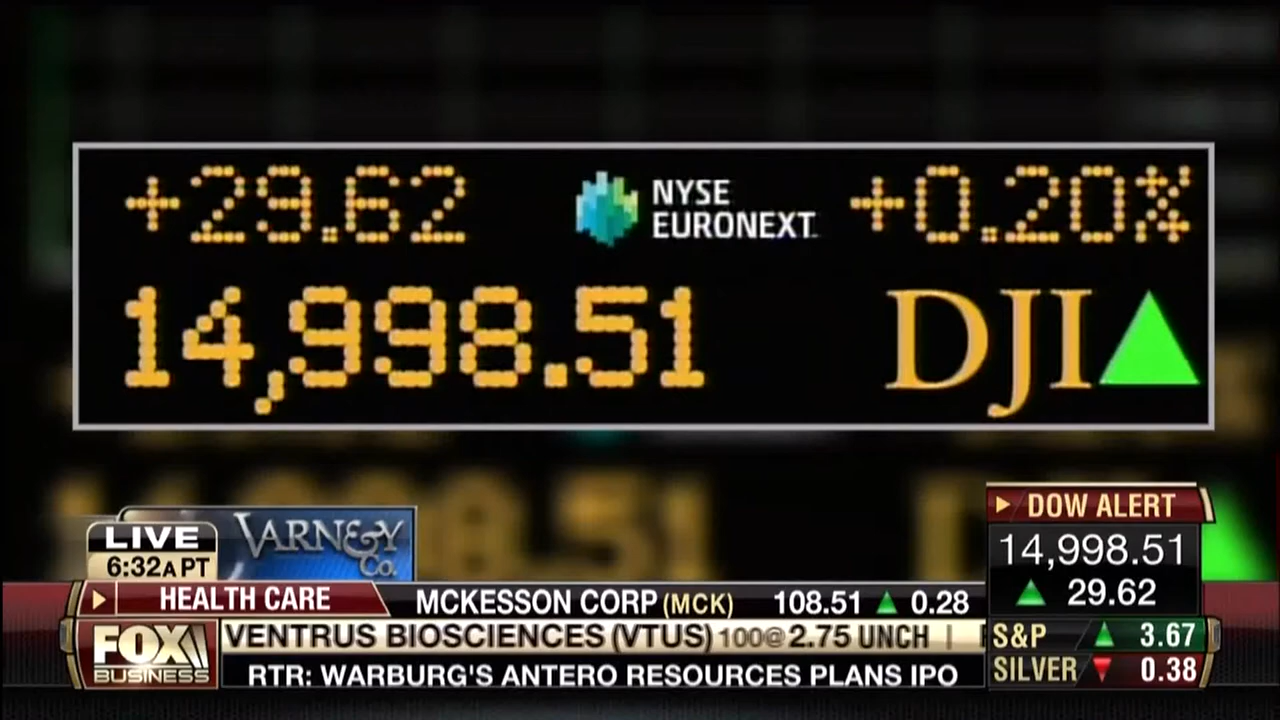 +29.62
NYSE
EURONEXT
+0.20%
14,998.51
DJI
LIVE
6:32A PT
VARNEY
& Co.
DOW ALERT
14,998.51
29.62
HEALTH CARE
MCKESSON CORP (MCK) 108.51 0.28
FOX
BUSINESS
VENTRUS BIOSCIENCES (VTUS) 100@2.75 UNCH |
RTR: WARBURG'S ANTERO RESOURCES PLANS IPO
S&P 3.67
SILVER 0.38